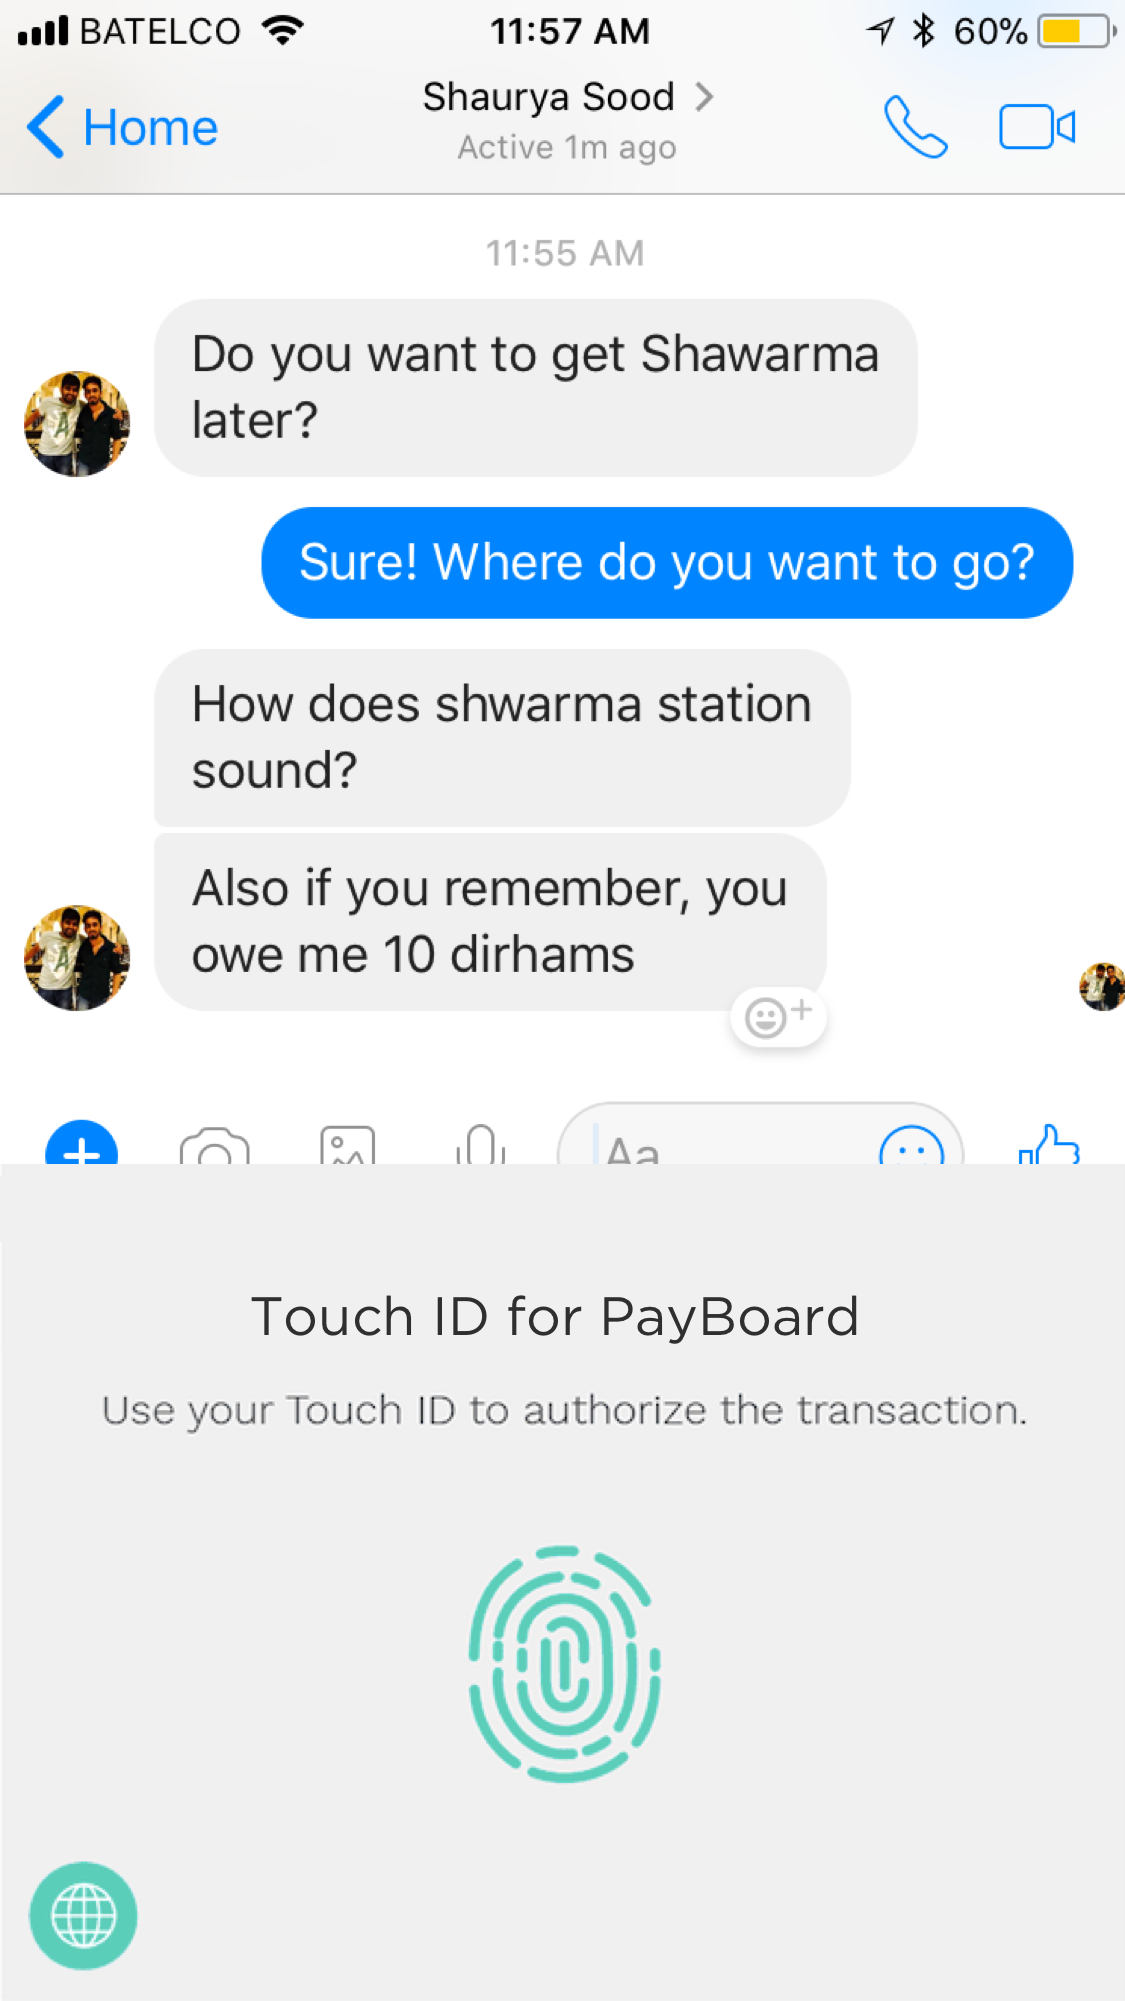 BATELCO 11:57 AM 60%
Home Shaurya Sood
Active 1m ago
11:55 AM
Do you want to get Shawarma
later?
Sure! Where do you want to go?
How does shwarma station
sound?
Also if you remember, you
owe me 10 dirhams
Aa
Touch ID for PayBoard
Use your Touch ID to authorize the transaction.